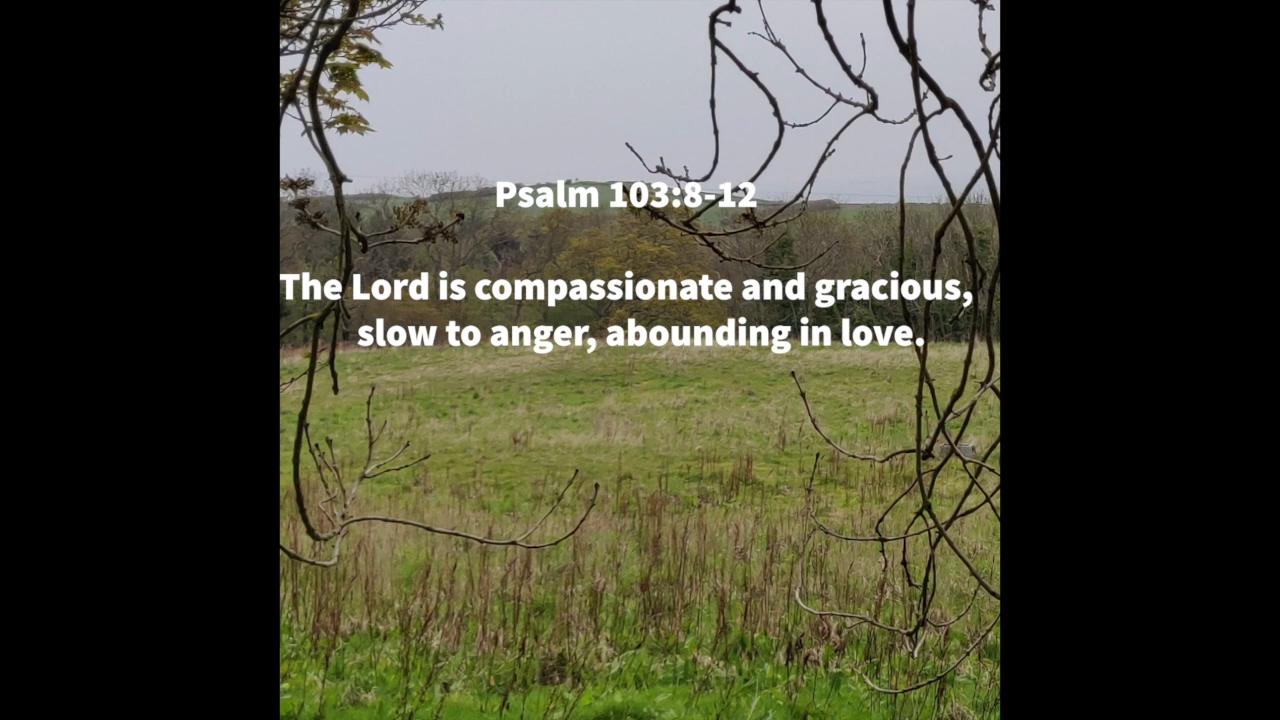 Psalm 103:8-12
The Lord is compassionate and gracious,
slow to anger, abounding in love.